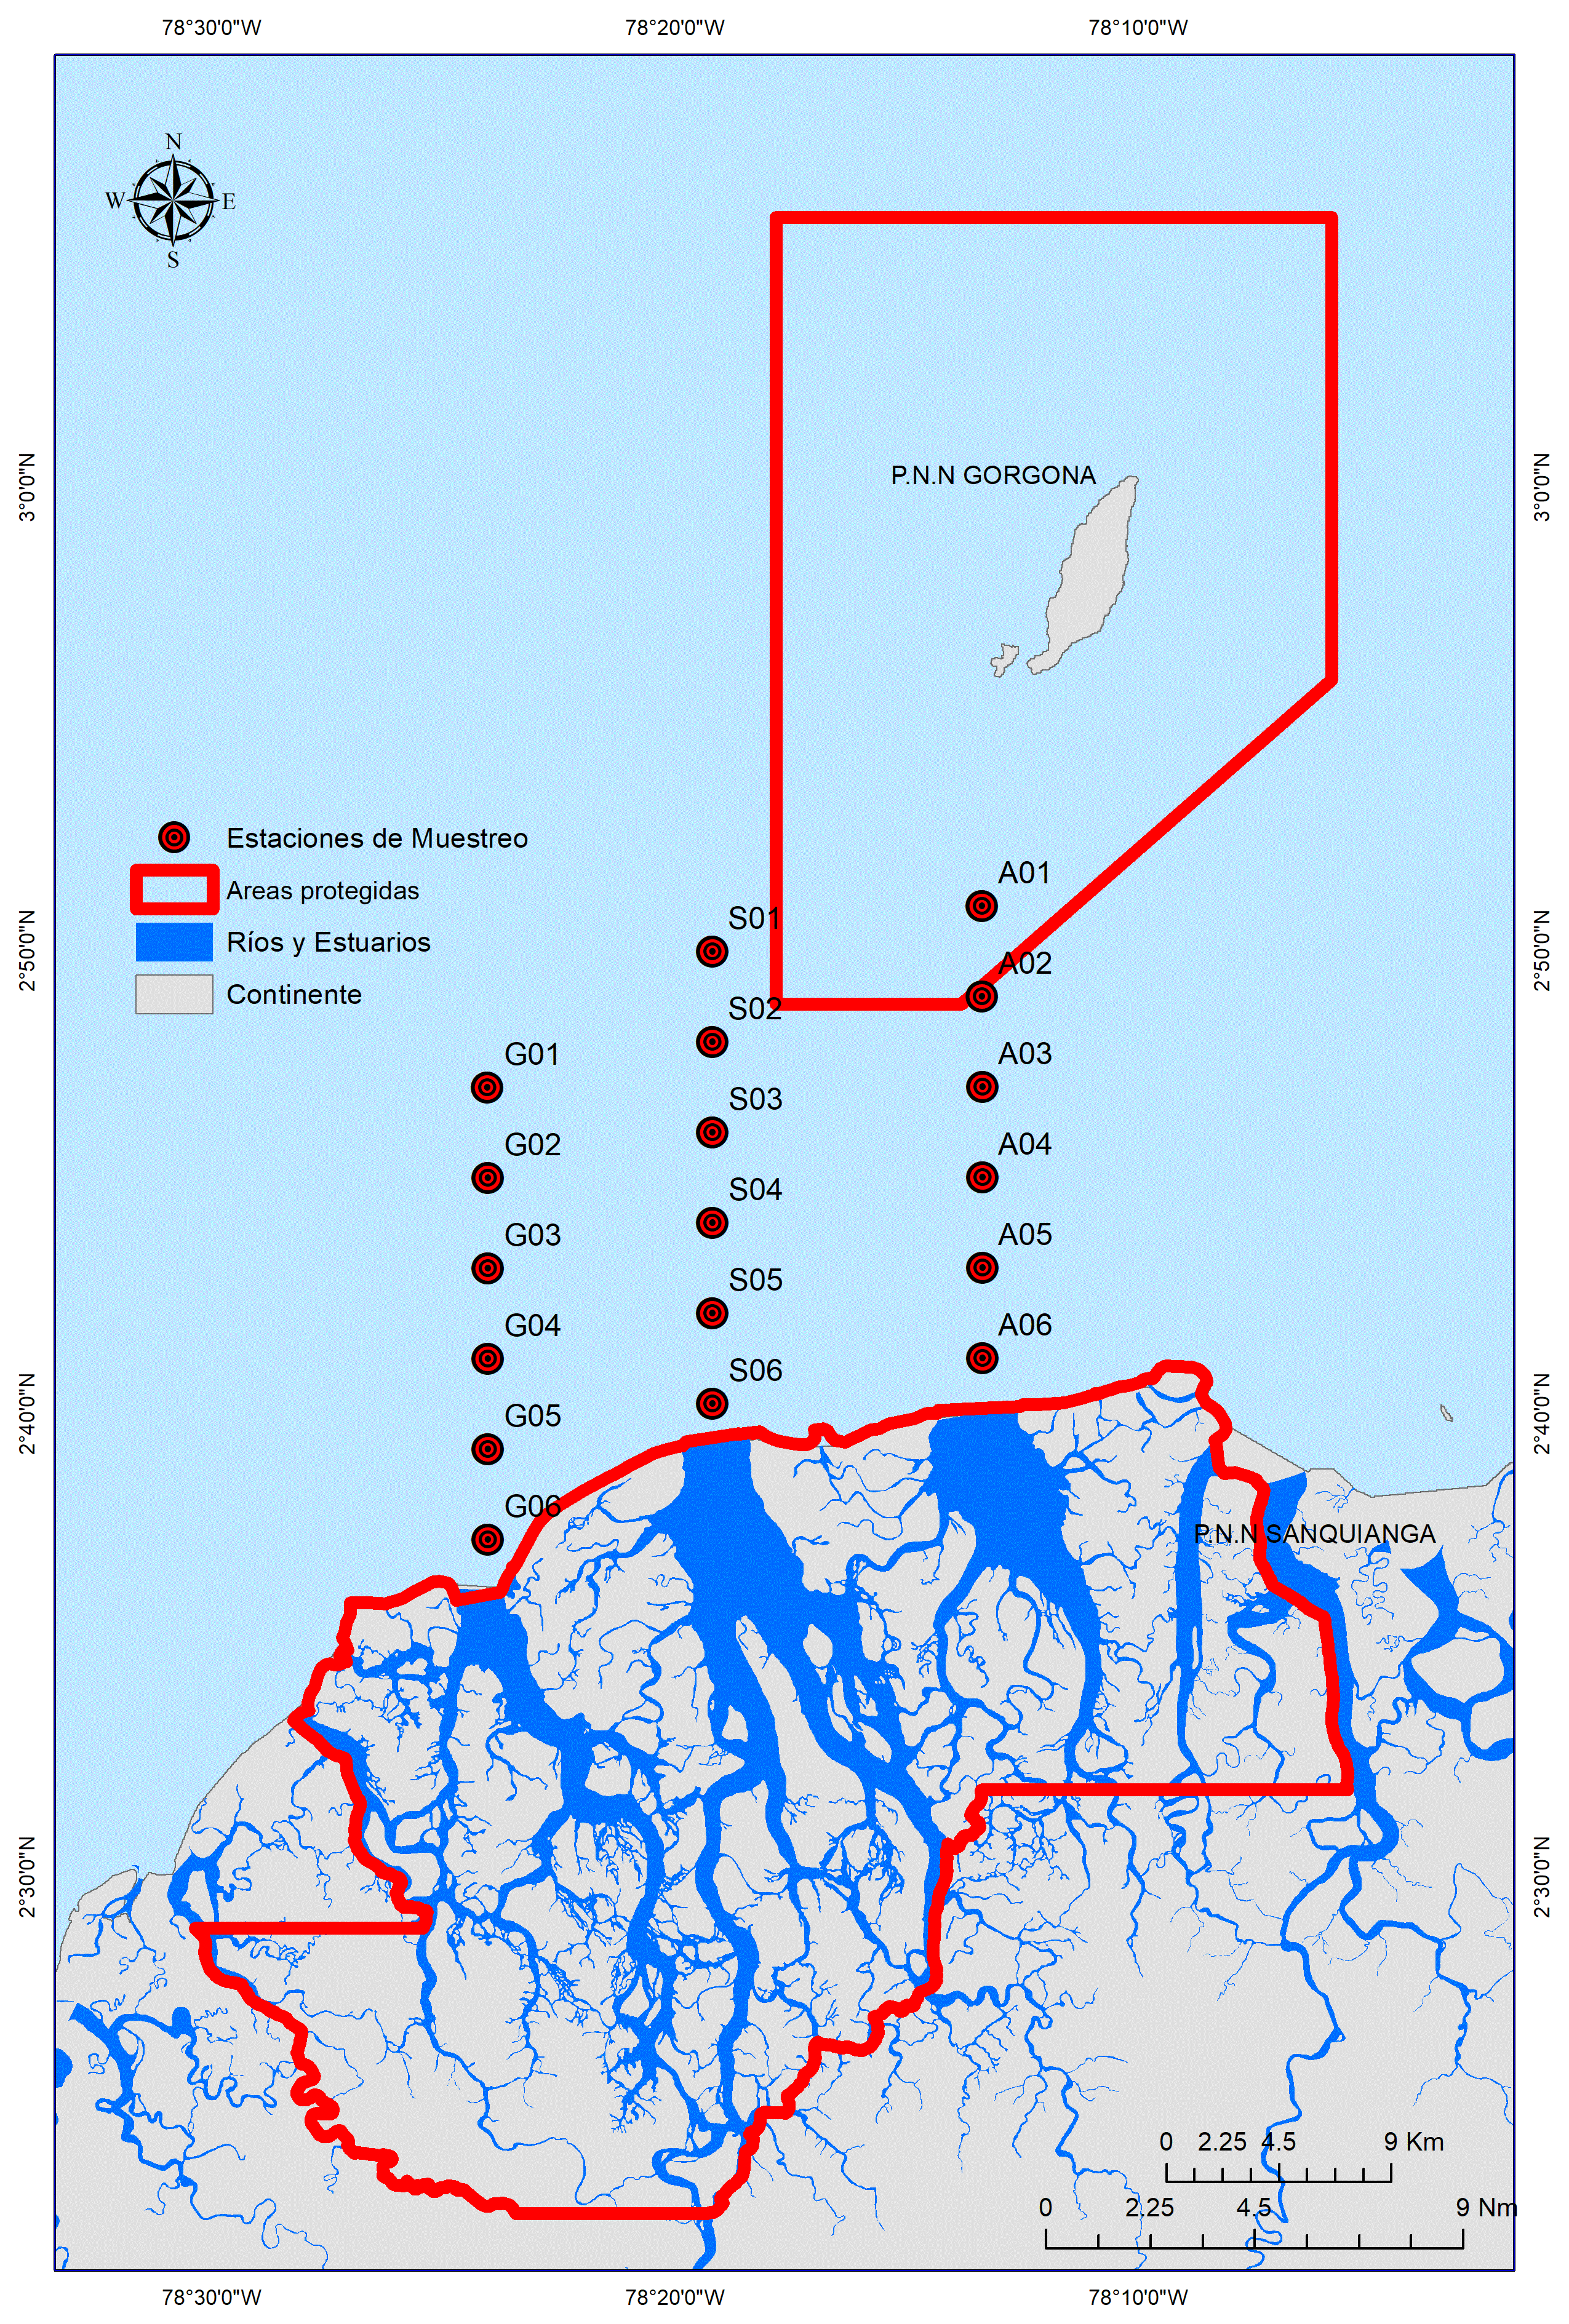 78°30'0"W 78°20'0"W 78°10'0"W
N
W E
S
3°0'0"N
3°0'0"N
P.N.N GORGONA
Estaciones de Muestreo
Areas protegidas
Ríos y Estuarios
Continente
2°50'0"N
2°50'0"N
A01
S01
A02
S02
G01
A03
S03
G02
A04
S04
G03
A05
S05
G04
A06
S06
G05
G06
2°40'0"N
2°40'0"N
P.N.N SANQUIANGA
2°30'0"N
2°30'0"N
0 2.25 4.5 9 Km
0 2.25 4.5 9 Nm
78°30'0"W 78°20'0"W 78°10'0"W